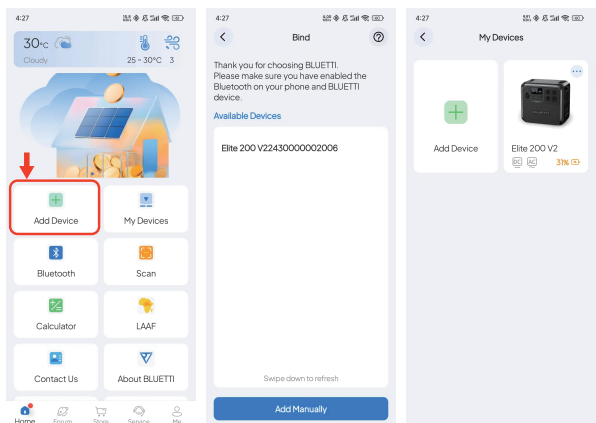 4:27
30°C
Cloudy
25 - 30°C 3
Add Device
My Devices
Bluetooth
Scan
Calculator
LAAF
Contact Us
About BLUETTI
Home
Forum
Store
Service
Me
4:27
Bind
Thank you for choosing BLUETTI.
Please make sure you have enabled the
Bluetooth on your phone and BLUETTI
device.
Available Devices
Elite 200 V22430000002006
Swipe down to refresh
Add Manually
4:27
My Devices
Add Device
Elite 200 V2
DC AC 31%